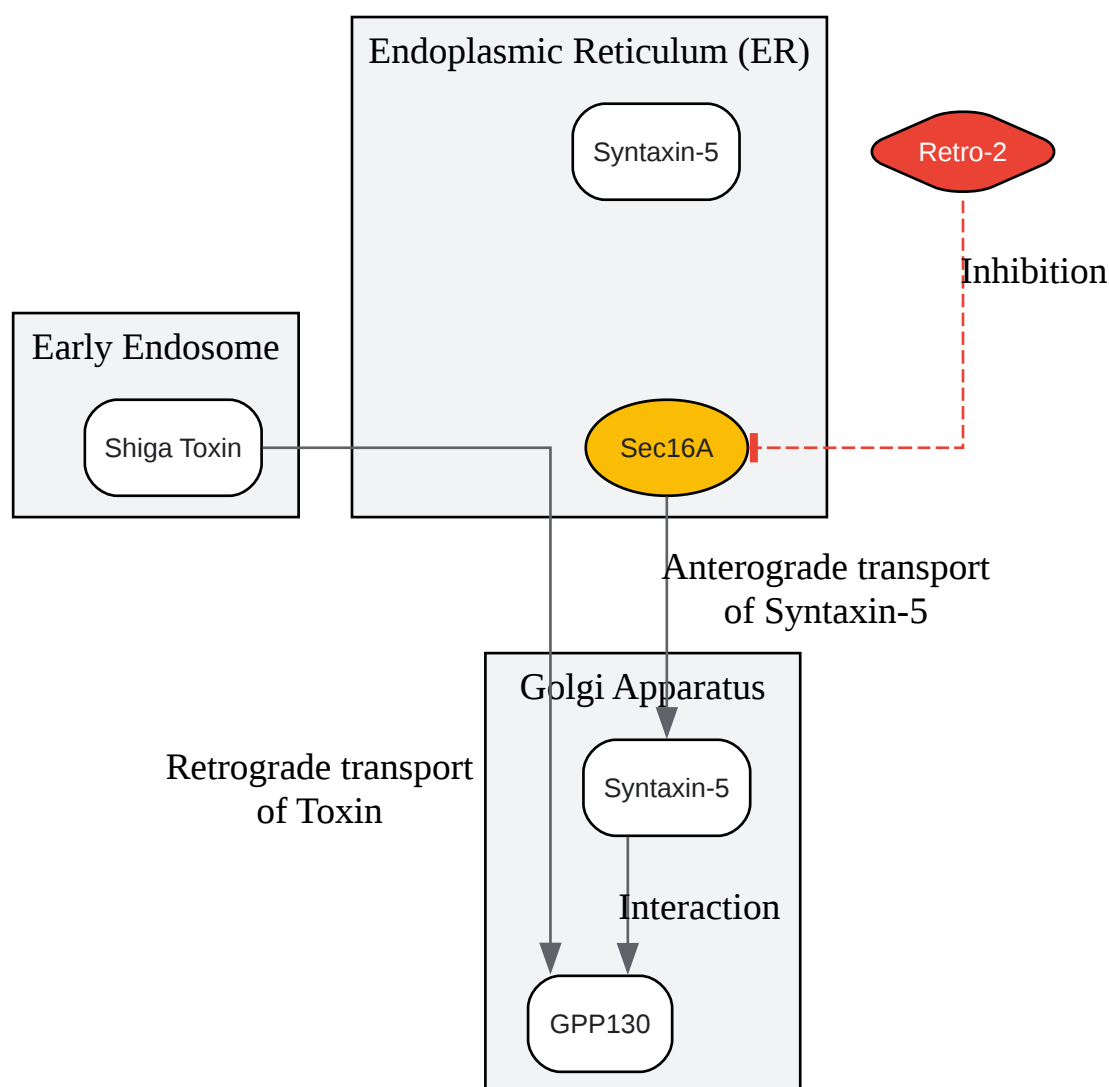 Endoplasmic Reticulum (ER)
Syntaxin-5
Retro-2
Inhibition
Early Endosome
Shiga Toxin
Sec16A
Anterograde transport
of Syntaxin-5
Golgi Apparatus
Retrograde transport
of Toxin
Syntaxin-5
Interaction
GPP130